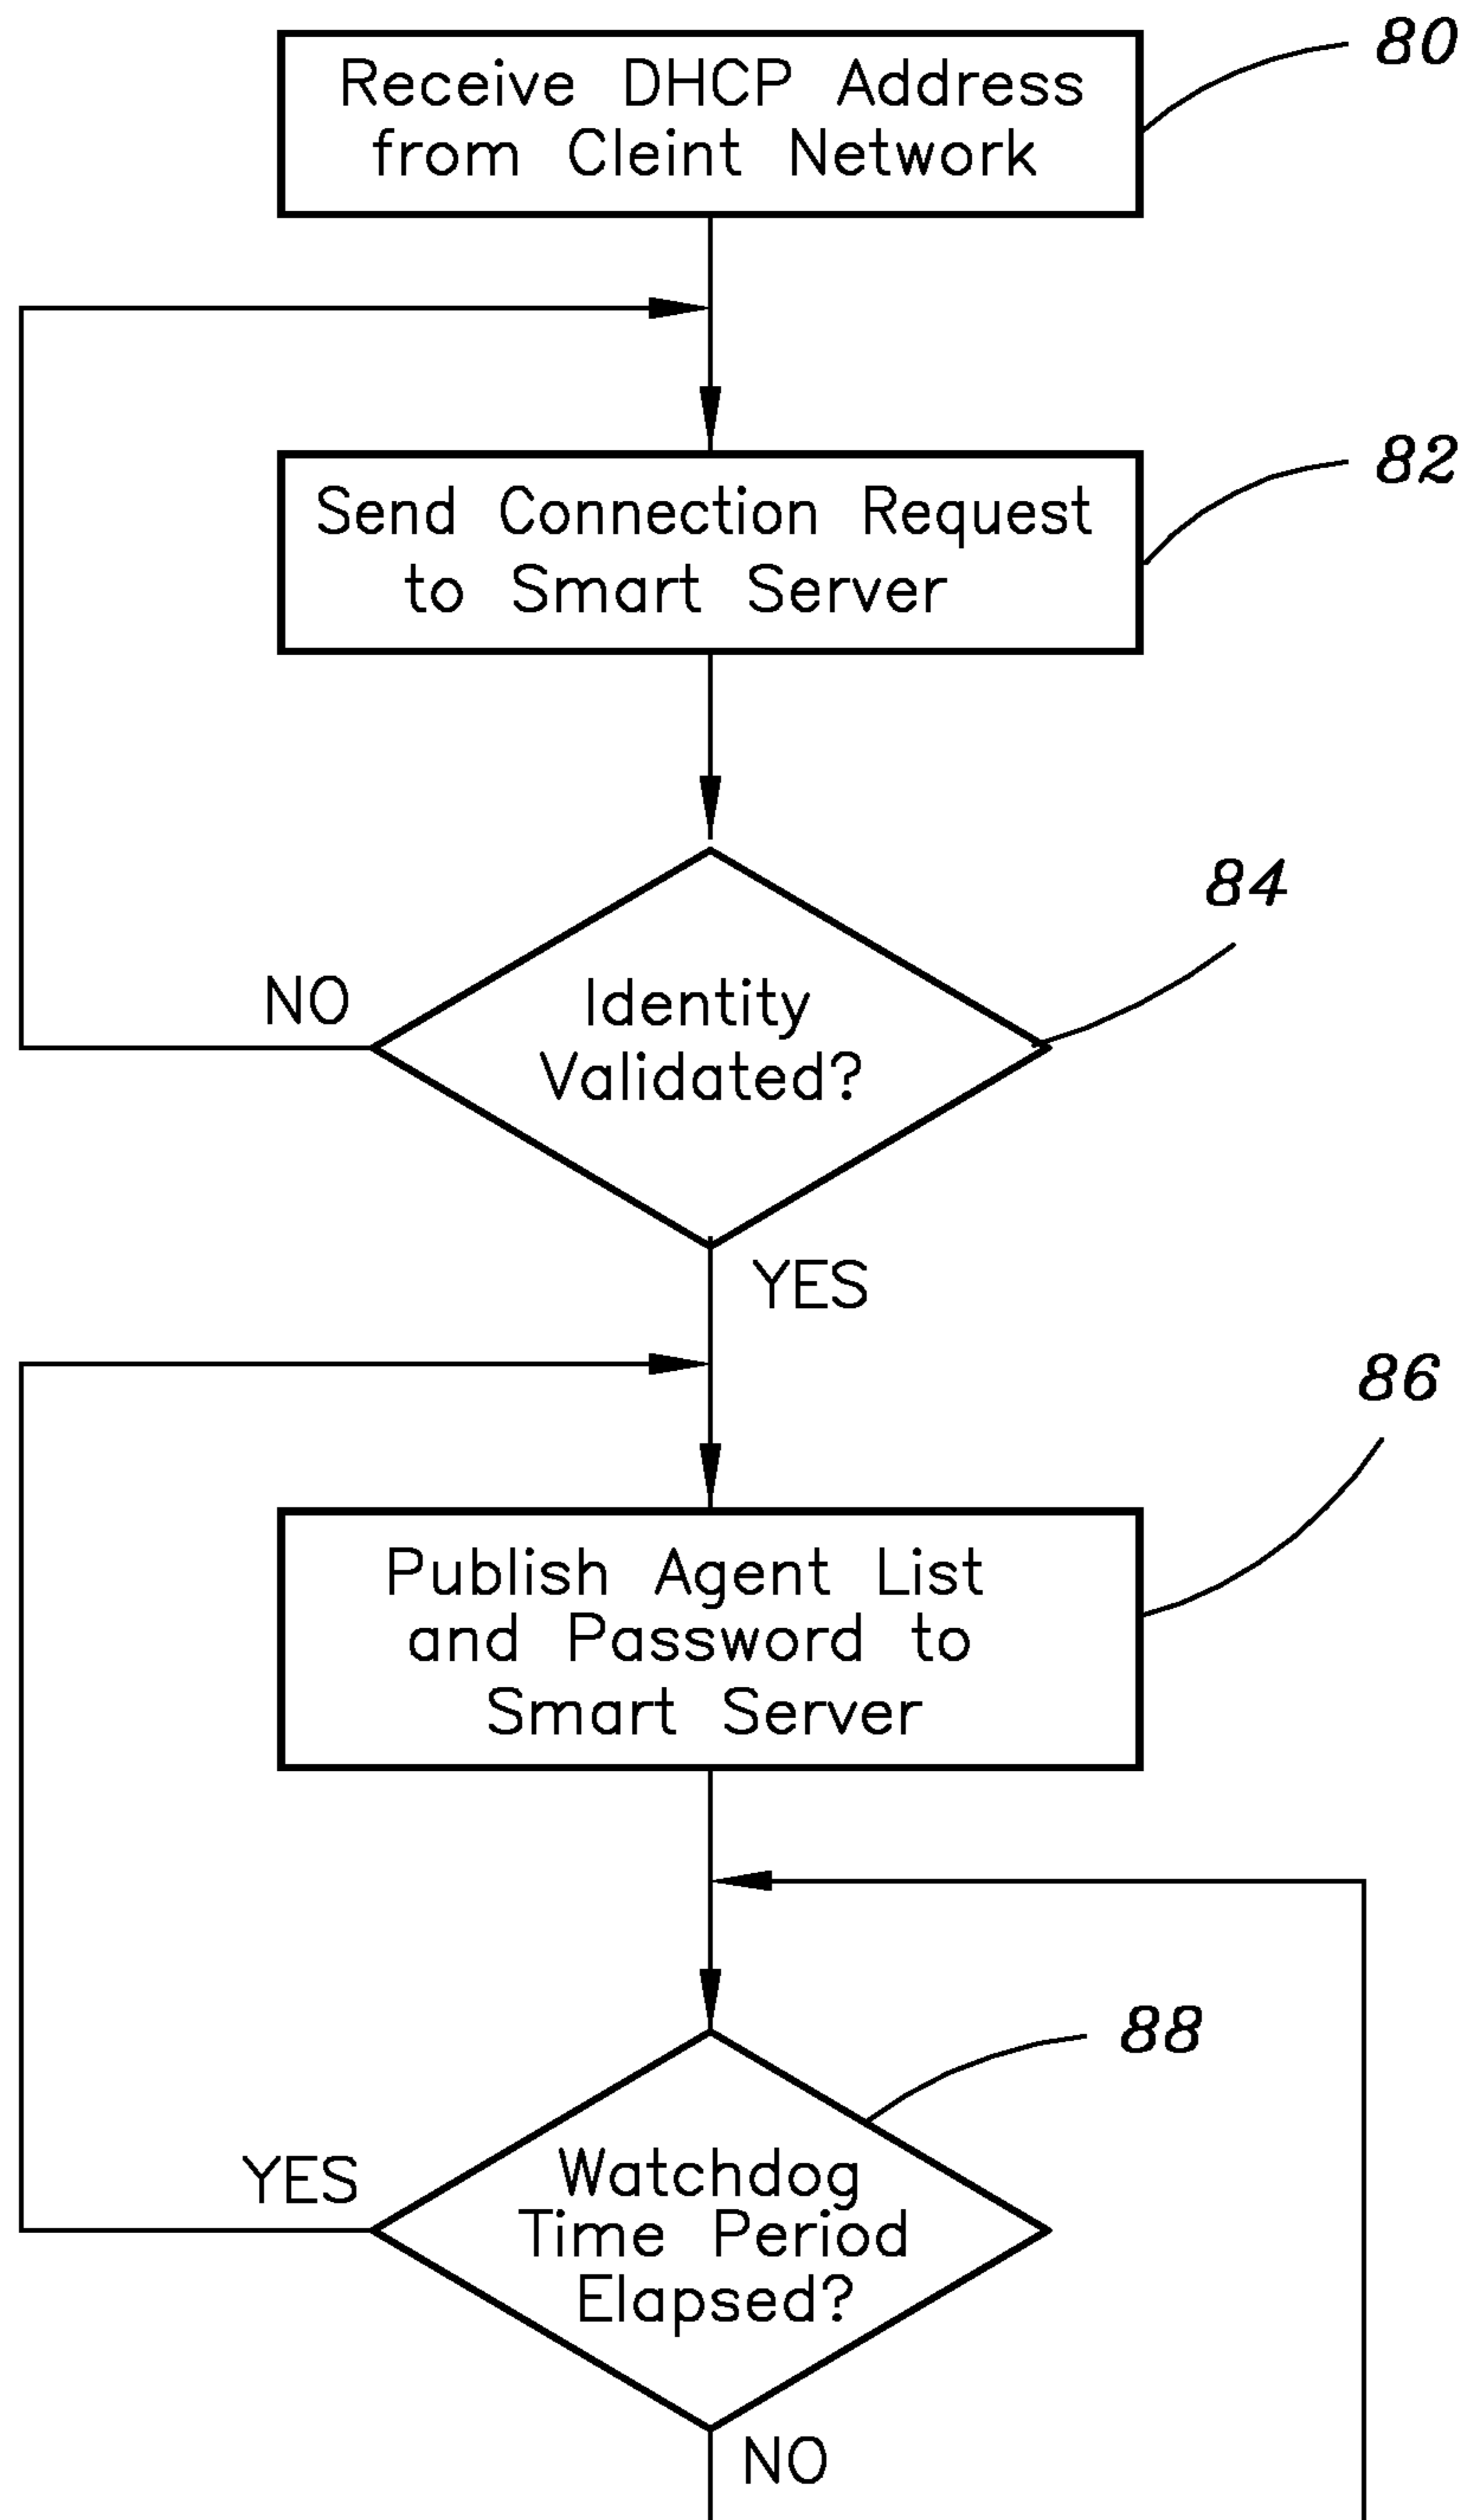 80
Receive DHCP Address
from Cleint Network
82
Send Connection Request
to Smart Server
84
NO
Identity
Validated?
YES
86
Publish Agent List
and Password to
Smart Server
88
YES
Watchdog
Time Period
Elapsed?
NO